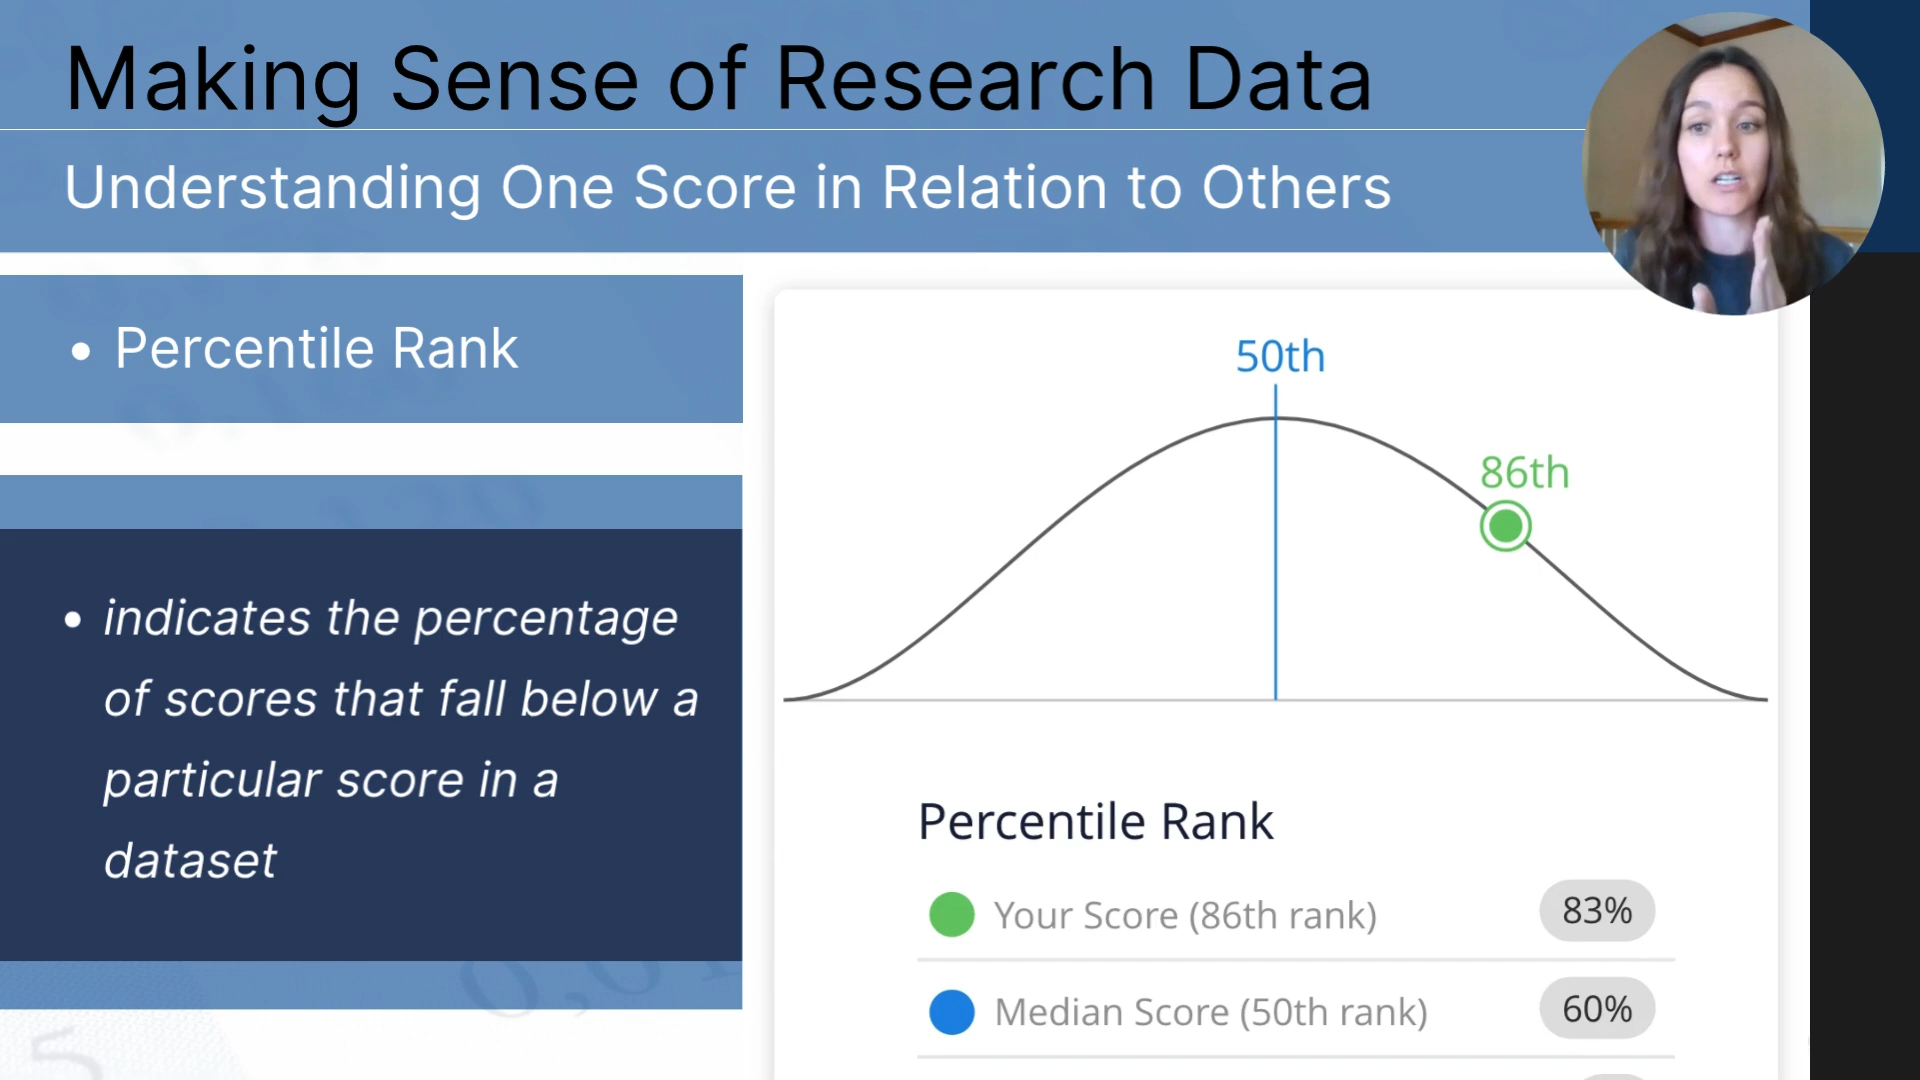 Making Sense of Research Data
Understanding One Score in Relation to Others
• Percentile Rank
• indicates the percentage
of scores that fall below a
particular score in a
dataset
50th
86th
Percentile Rank
Your Score (86th rank) 83%
Median Score (50th rank) 60%